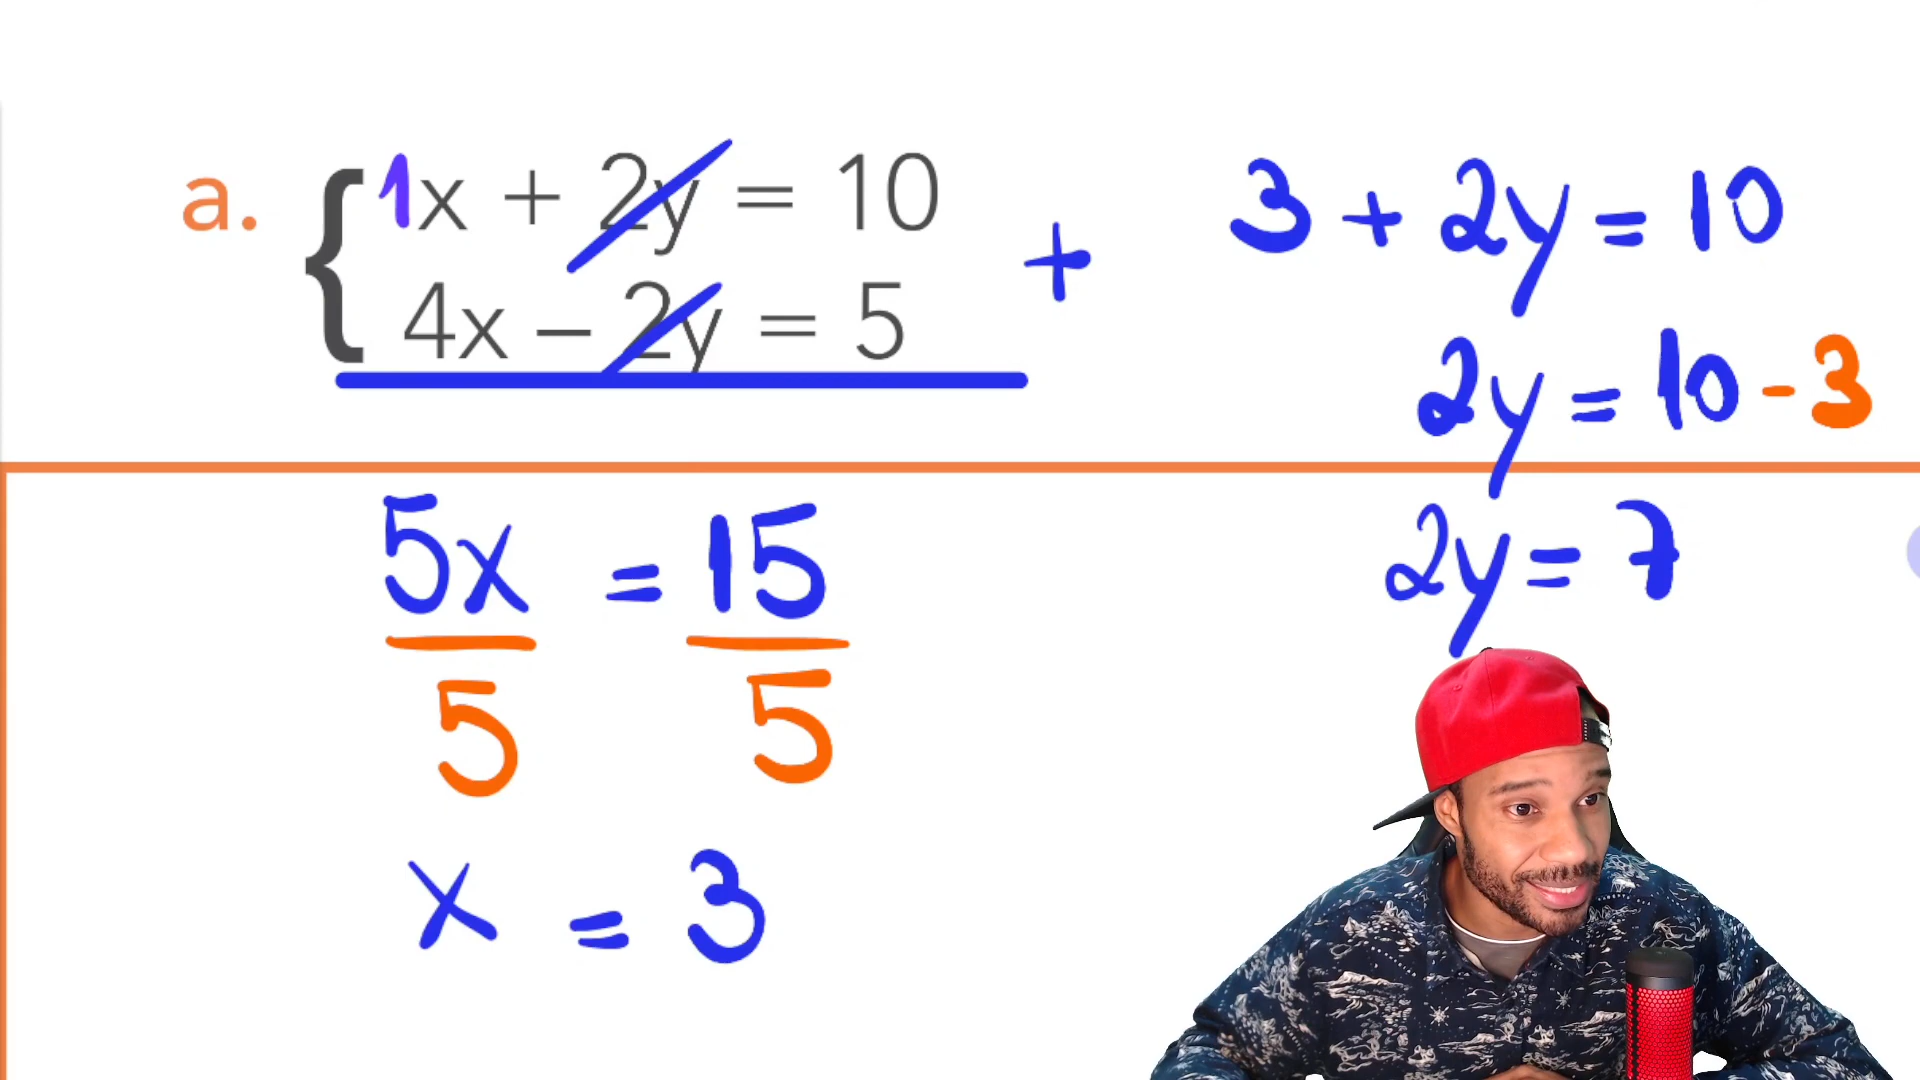 a. { 1x + 2y = 10
4x – 2y = 5
+
5x = 15
5 5
x = 3
3 + 2y = 10
2y = 10 - 3
2y = 7